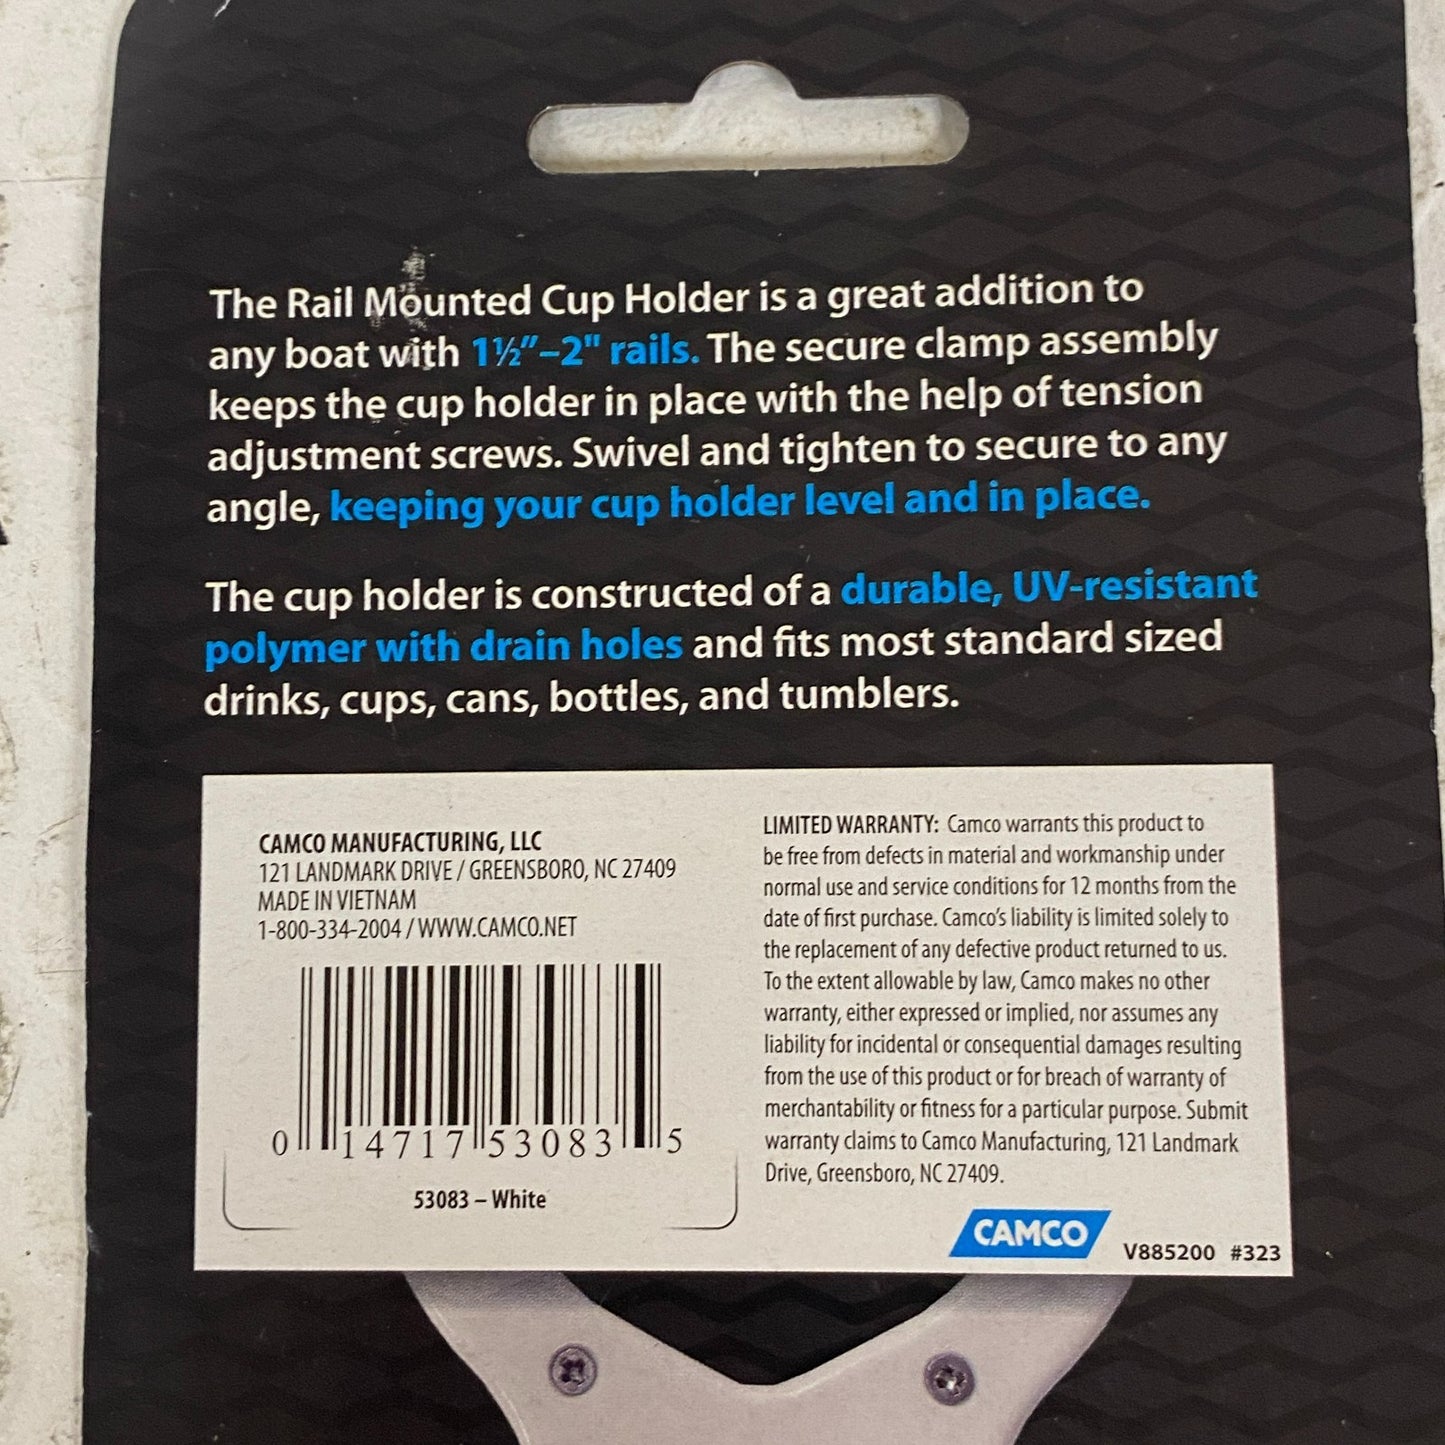 The Rail Mounted Cup Holder is a great addition to
any boat with 1½"–2" rails. The secure clamp assembly
keeps the cup holder in place with the help of tension
adjustment screws. Swivel and tighten to secure to any
angle, keeping your cup holder level and in place.
The cup holder is constructed of a durable, UV-resistant
polymer with drain holes and fits most standard sized
drinks, cups, cans, bottles, and tumblers.
CAMCO MANUFACTURING, LLC
121 LANDMARK DRIVE / GREENSBORO, NC 27409
MADE IN VIETNAM
1-800-334-2004 / WWW.CAMCO.NET
0 14717 53083 5
53083 – White
LIMITED WARRANTY: Camco warrants this product to
be free from defects in material and workmanship under
normal use and service conditions for 12 months from the
date of first purchase. Camco's liability is limited solely to
the replacement of any defective product returned to us.
To the extent allowable by law, Camco makes no other
warranty, either expressed or implied, nor assumes any
liability for incidental or consequential damages resulting
from the use of this product or for breach of warranty of
merchantability or fitness for a particular purpose. Submit
warranty claims to Camco Manufacturing, 121 Landmark
Drive, Greensboro, NC 27409.
CAMCO
V885200 #323